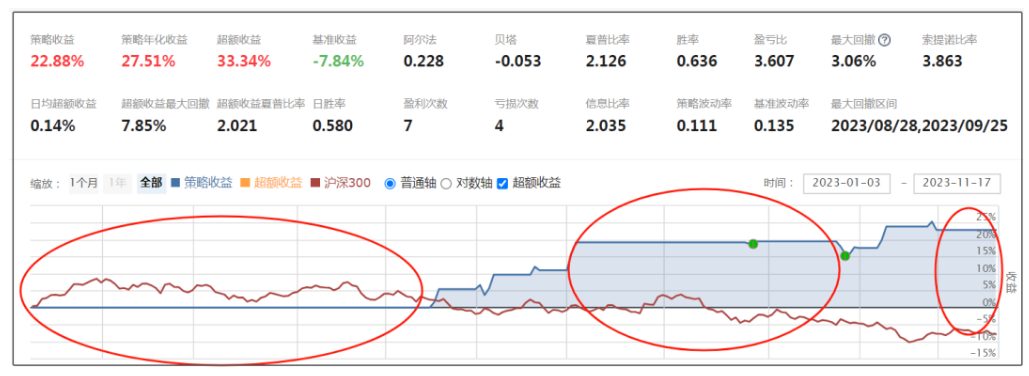 策略收益 策略年化收益 超额收益 基准收益 阿尔法 贝塔 夏普比率 胜率 盈亏比 最大回撤 ? 索提诺比率
22.88% 27.51% 33.34% -7.84% 0.228 -0.053 2.126 0.636 3.607 3.06% 3.863
日均超额收益 超额收益最大回撤 超额收益夏普比率 日胜率 盈利次数 亏损次数 信息比率 策略波动率 基准波动率 最大回撤区间
0.14% 7.85% 2.021 0.580 7 4 2.035 0.111 0.135 2023/08/28,2023/09/25
缩放： 1个月 1年 全部 策略收益 超额收益 沪深300 普通轴 对数轴 超额收益 时间： 2023-01-03 - 2023-11-17
25%
20%
15%
10%
5%
0%
-5%
-10%
-15%
收益